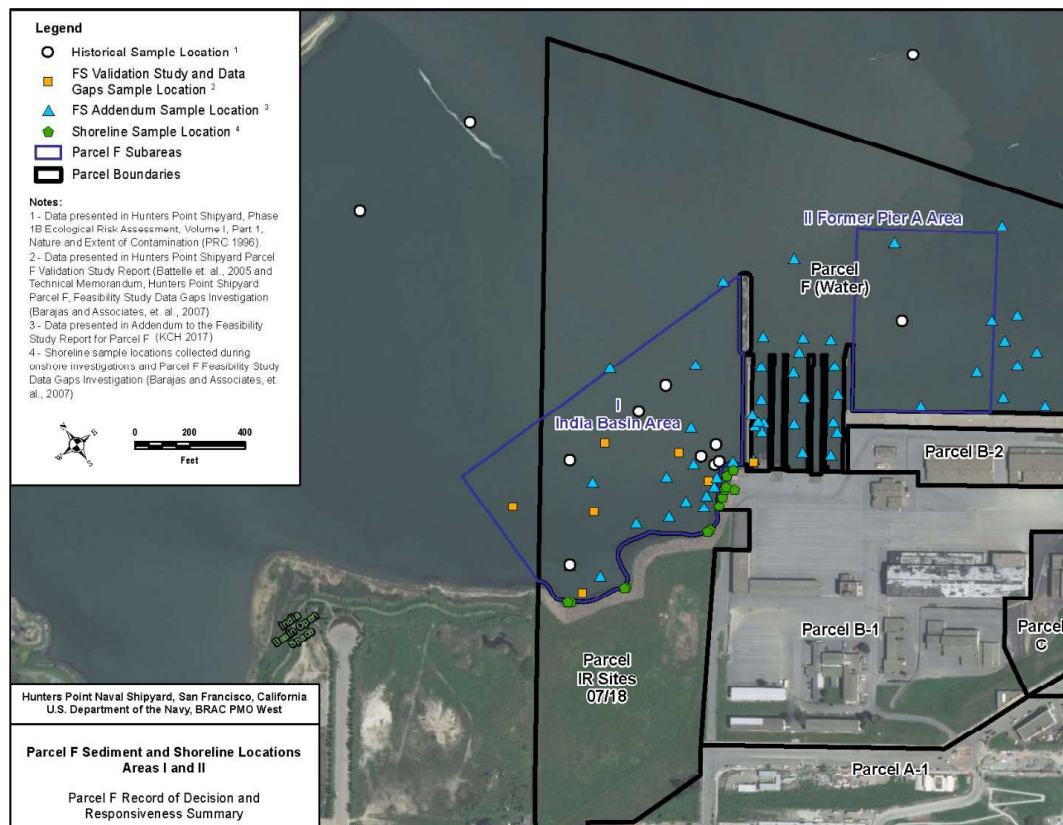 Legend
Historical Sample Location 1
FS Validation Study and Data
Gaps Sample Location 2
FS Addendum Sample Location 3
Shoreline Sample Location 4
Parcel F Subareas
Parcel Boundaries
Notes:
1 - Data presented in Hunters Point Shipyard, Phase
1B Ecological Risk Assessment, Volume I, Part 1,
Nature and Extent of Contamination (PRC 1996).
2 - Data presented in Hunters Point Shipyard Parcel
F Validation Study Report (Battelle et. al., 2005 and
Technical Memorandum, Hunters Point Shipyard
Parcel F, Feasibility Study Data Gaps Investigation
(Barajas and Associates, et. al., 2007)
3 - Data presented in Addendum to the Feasibility
Study Report for Parcel F (KCH 2017)
4 - Shoreline sample locations collected during
onshore investigations and Parcel F Feasibility Study
Data Gaps Investigation (Barajas and Associates, et.
al., 2007)
N
E
W
S
0 200 400
Feet
II Former Pier A Area
Parcel
F (Water)
I
India Basin Area
Parcel B-2
Parcel B-1
Parcel
C
Parcel
IR Sites
07/18
Parcel A-1
India
Basin Open
Space
Hunters Point Naval Shipyard, San Francisco, California
U.S. Department of the Navy, BRAC PMO West
Parcel F Sediment and Shoreline Locations
Areas I and II
Parcel F Record of Decision and
Responsiveness Summary